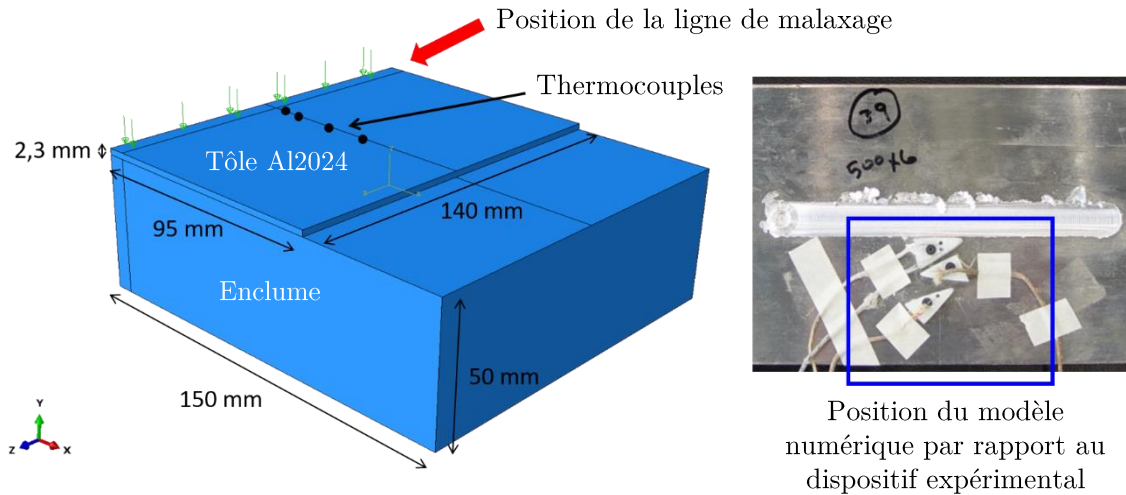 Position de la ligne de malaxage
Thermocouples
2,3 mm
Tôle Al2024
95 mm
140 mm
Enclume
150 mm
50 mm
Y
Z
X
39
500x6
Position du modèle
numérique par rapport au
dispositif expérimental